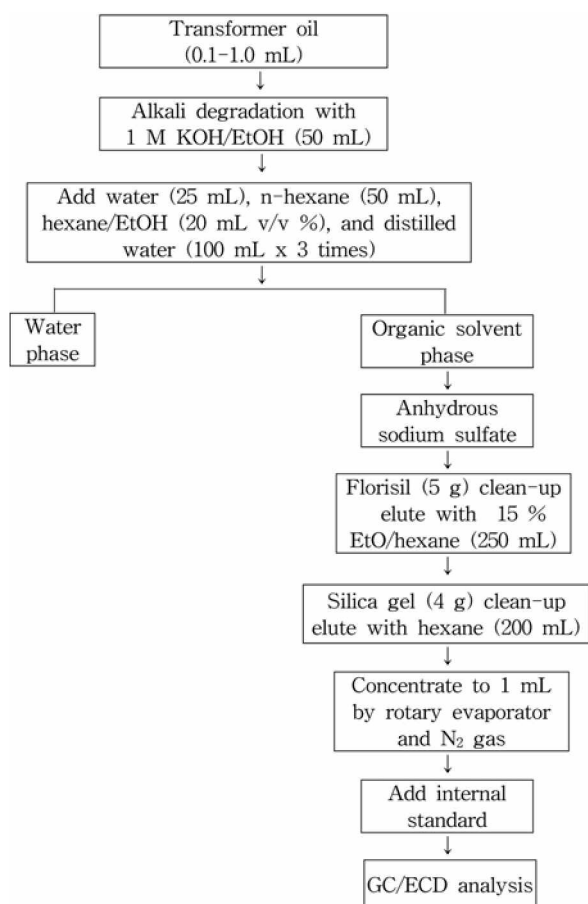 Transformer oil
(0.1-1.0 mL)
Alkali degradation with
1 M KOH/EtOH (50 mL)
Add water (25 mL), n-hexane (50 mL),
hexane/EtOH (20 mL v/v %), and distilled
water (100 mL x 3 times)
Water
phase
Organic solvent
phase
Anhydrous
sodium sulfate
Florisil (5 g) clean-up
elute with 15 %
EtO/hexane (250 mL)
Silica gel (4 g) clean-up
elute with hexane (200 mL)
Concentrate to 1 mL
by rotary evaporator
and N₂ gas
Add internal
standard
GC/ECD analysis